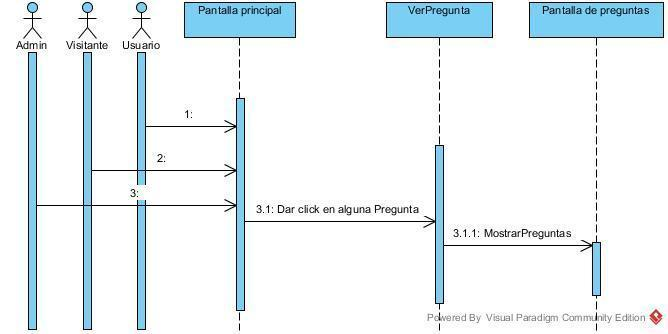 Pantalla principal
VerPregunta
Pantalla de preguntas
Admin
Visitante
Usuario
1:
2:
3:
3.1: Dar click en alguna Pregunta
3.1.1: MostrarPreguntas
Powered By Visual Paradigm Community Edition